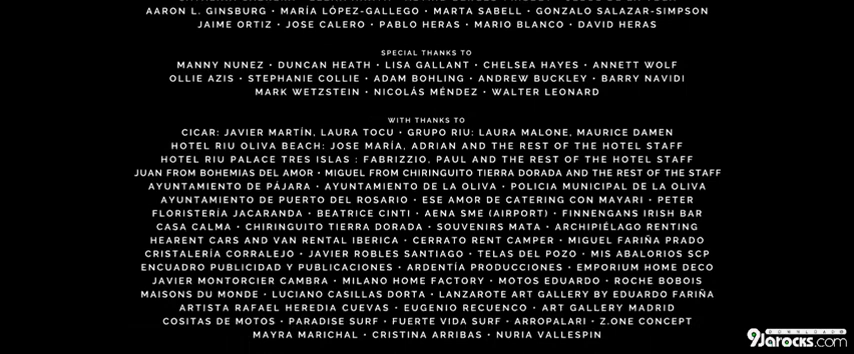 AARON L. GINSBURG • MARÍA LÓPEZ-GALLEGO • MARTA SABELL • GONZALO SALAZAR-SIMPSON
JAIME ORTIZ • JOSE CALERO • PABLO HERAS • MARIO BLANCO • DAVID HERAS
SPECIAL THANKS TO
MANNY NUNEZ • DUNCAN HEATH • LISA GALLANT • CHELSEA HAYES • ANNETT WOLF
OLLIE AZIS • STEPHANIE COLLIE • ADAM BOHLING • ANDREW BUCKLEY • BARRY NAVIDI
MARK WETZSTEIN • NICOLÁS MÉNDEZ • WALTER LEONARD
WITH THANKS TO
CICAR: JAVIER MARTÍN, LAURA TOCU • GRUPO RIU: LAURA MALONE, MAURICE DAMEN
HOTEL RIU OLIVA BEACH: JOSE MARÍA, ADRIAN AND THE REST OF THE HOTEL STAFF
HOTEL RIU PALACE TRES ISLAS : FABRIZZIO, PAUL AND THE REST OF THE HOTEL STAFF
JUAN FROM BOHEMIAS DEL AMOR • MIGUEL FROM CHIRINGUITO TIERRA DORADA AND THE REST OF THE STAFF
AYUNTAMIENTO DE PÁJARA • AYUNTAMIENTO DE LA OLIVA • POLICIA MUNICIPAL DE LA OLIVA
AYUNTAMIENTO DE PUERTO DEL ROSARIO • ESE AMOR DE CATERING CON MAYARI • PETER
FLORISTERÍA JACARANDA • BEATRICE CINTI • AENA SME (AIRPORT) • FINNENGANS IRISH BAR
CASA CALMA • CHIRINGUITO TIERRA DORADA • SOUVENIRS MATA • ARCHIPIÉLAGO RENTING
HEARENT CARS AND VAN RENTAL IBERICA • CERRATO RENT CAMPER • MIGUEL FARIÑA PRADO
CRISTALERÍA CORRALEJO • JAVIER ROBLES SANTIAGO • TELAS DEL POZO • MIS ABALORIOS SCP
ENCUADRO PUBLICIDAD Y PUBLICACIONES • ARDENTÍA PRODUCCIONES • EMPORIUM HOME DECO
JAVIER MONTORCIER CAMBRA • MILANO HOME FACTORY • MOTOS EDUARDO • ROCHE BOBOIS
MAISONS DU MONDE • LUCIANO CASILLAS DORTA • LANZAROTE ART GALLERY BY EDUARDO FARIÑA
ARTISTA RAFAEL HEREDIA CUEVAS • EUGENIO RECUENCO • ART GALLERY MADRID
COSITAS DE MOTOS • PARADISE SURF • FUERTE VIDA SURF • ARROPALARI • Z.ONE CONCEPT
MAYRA MARICHAL • CRISTINA ARRIBAS • NURIA VALLESPIN
DOWNLOADED
9Jarocks.com